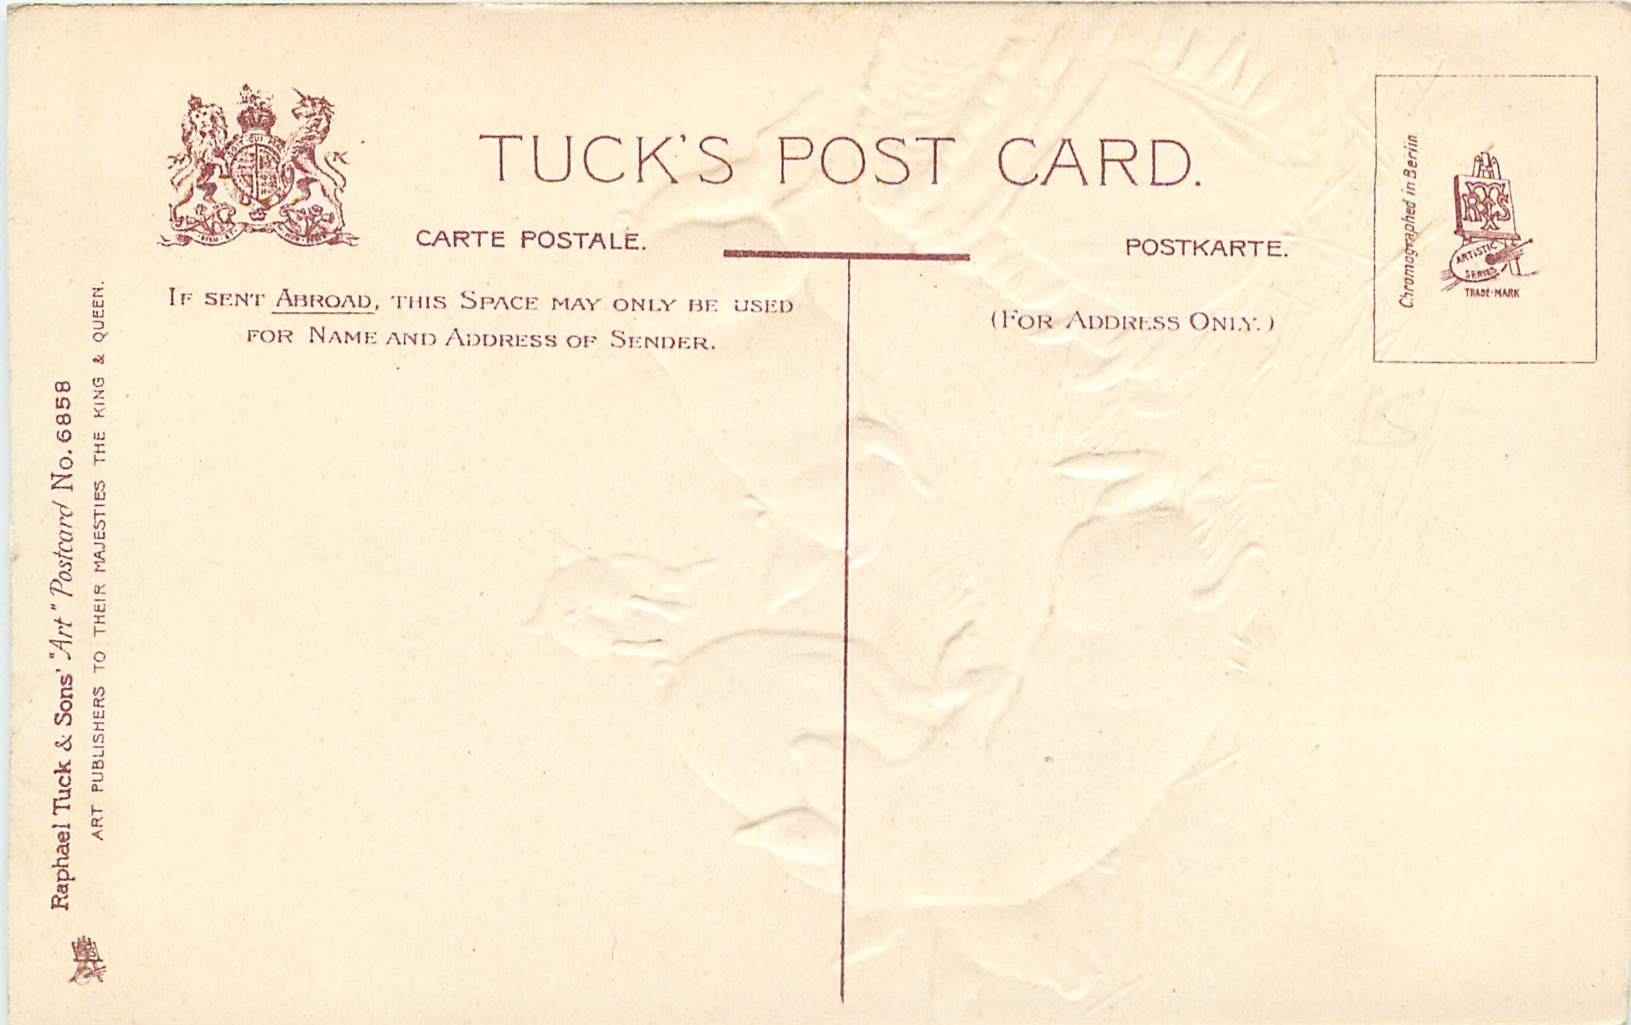 TUCK'S POST CARD.
CARTE POSTALE.
POSTKARTE.
IF SENT ABROAD, THIS SPACE MAY ONLY BE USED
FOR NAME AND ADDRESS OF SENDER.
(FOR ADDRESS ONLY.)
Chromographed in Berlin
RTS
ARTISTIC
SERIES
TRADE-MARK
Raphael Tuck & Sons' "Art" Postcard No. 6858
ART PUBLISHERS TO THEIR MAJESTIES THE KING & QUEEN.